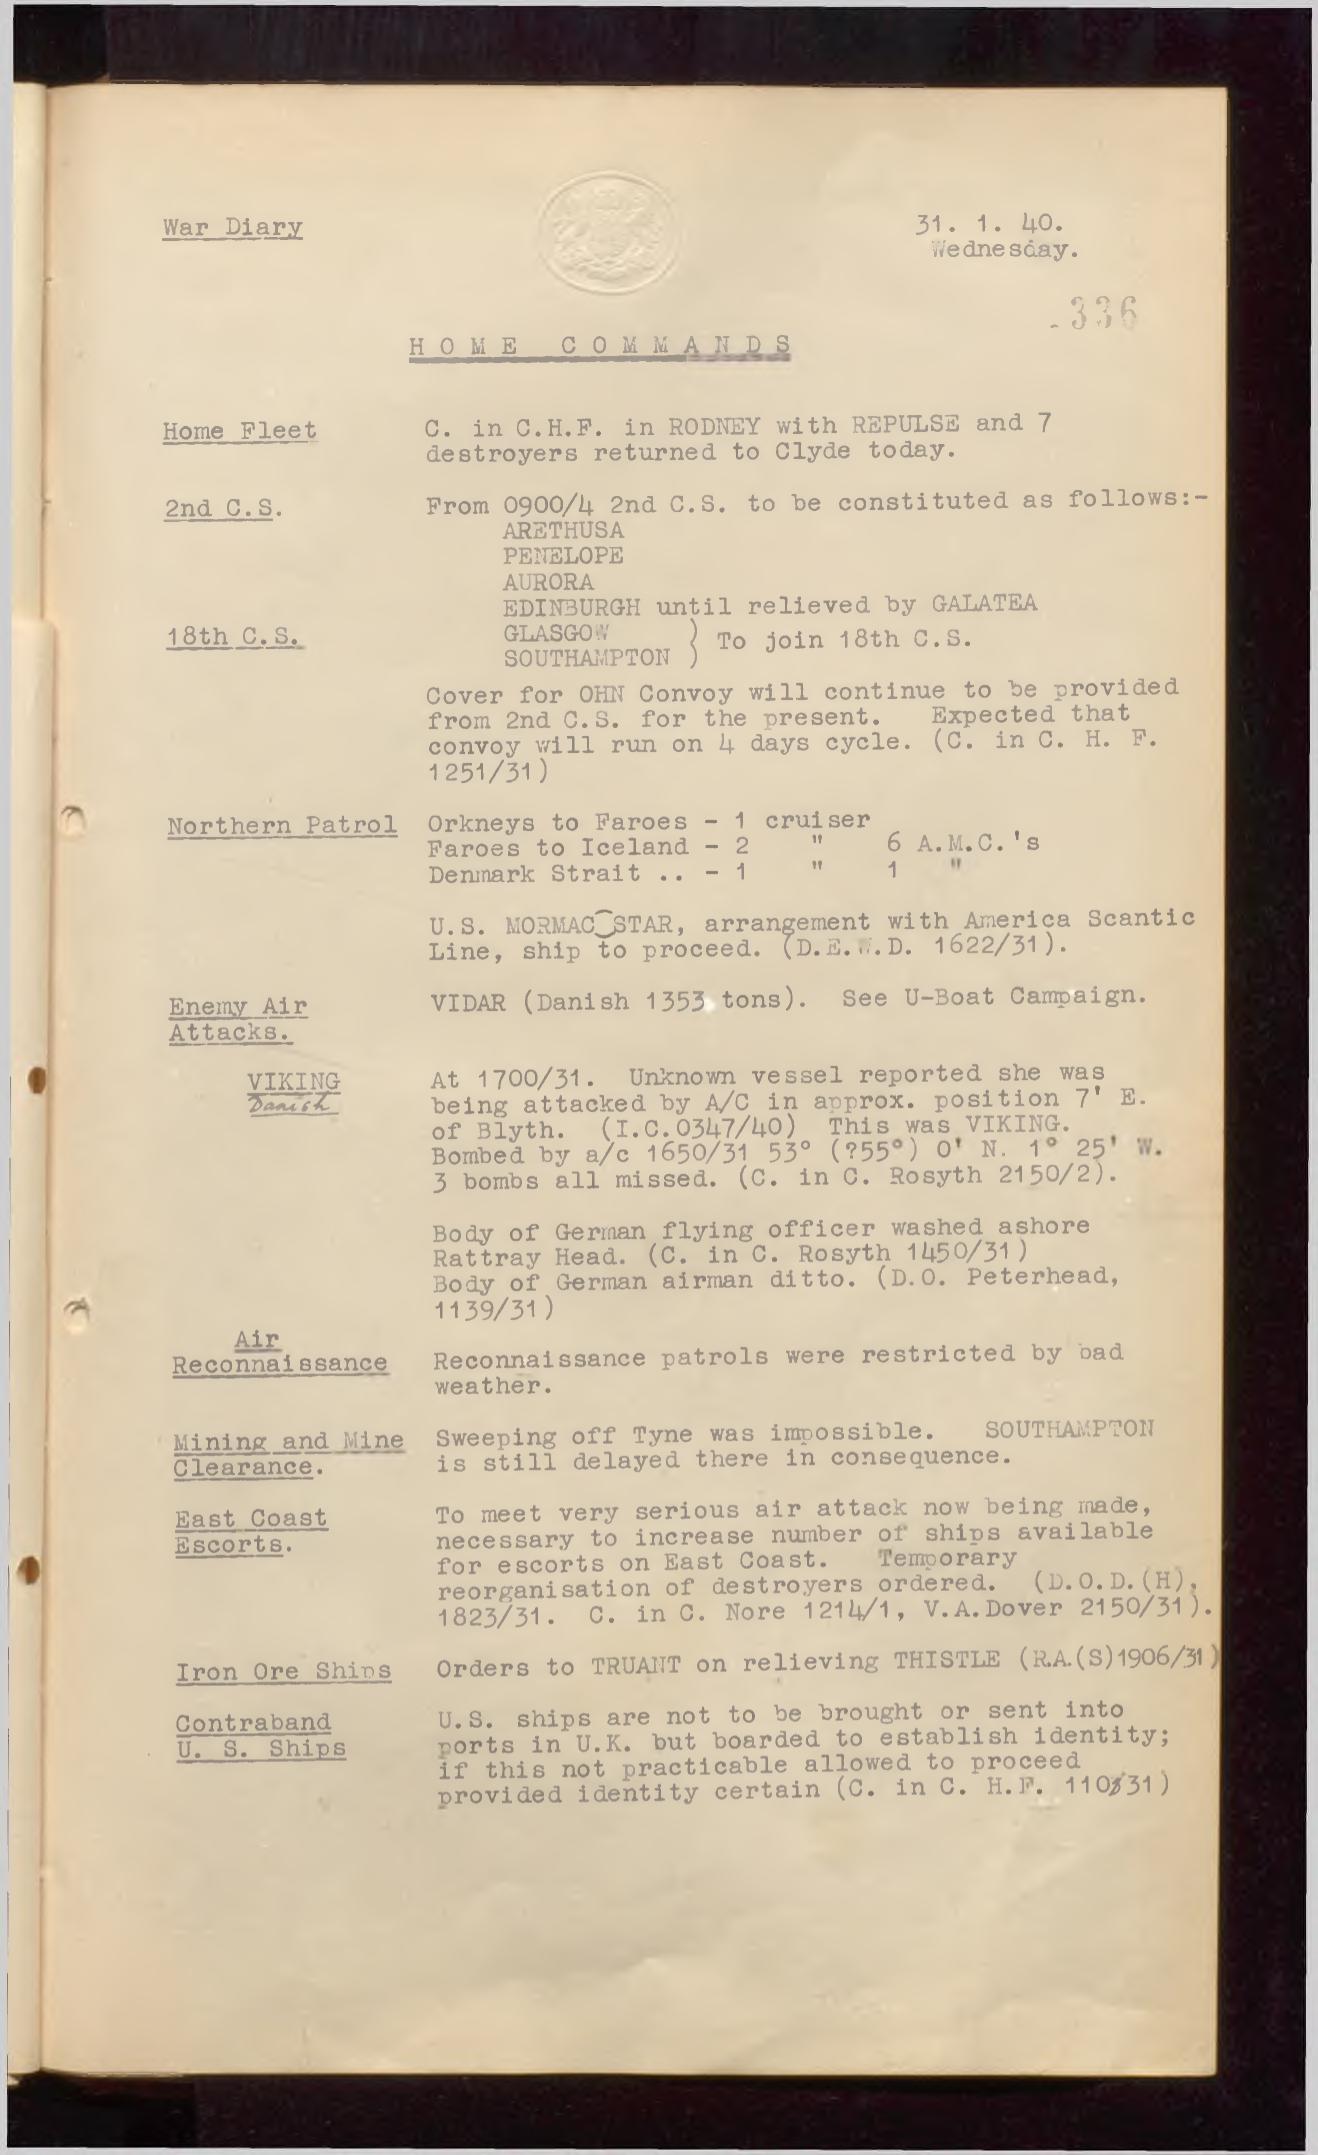 War Diary
31. 1. 40.
Wednesday.
336
HOME COMMANDS
Home Fleet
C. in C.H.F. in RODNEY with REPULSE and 7
destroyers returned to Clyde today.
2nd C.S.
From 0900/4 2nd C.S. to be constituted as follows:-
ARETHUSA
PENELOPE
AURORA
EDINBURGH until relieved by GALATEA
18th C.S.
GLASGOW
SOUTHAMPTON ) To join 18th C.S.
Cover for OHN Convoy will continue to be provided
from 2nd C.S. for the present. Expected that
convoy will run on 4 days cycle. (C. in C. H. F.
1251/31)
Northern Patrol
Orkneys to Faroes - 1 cruiser
Faroes to Iceland - 2 " 6 A.M.C.'s
Denmark Strait .. - 1 " 1 "
U.S. MORMAC STAR, arrangement with America Scantic
Line, ship to proceed. (D.E.W.D. 1622/31).
Enemy Air
Attacks.
VIDAR (Danish 1353 tons). See U-Boat Campaign.
VIKING
Danish
At 1700/31. Unknown vessel reported she was
being attacked by A/C in approx. position 7' E.
of Blyth. (I.C.0347/40) This was VIKING.
Bombed by a/c 1650/31 53° (?55°) 0' N. 1° 25' W.
3 bombs all missed. (C. in C. Rosyth 2150/2).
Body of German flying officer washed ashore
Rattray Head. (C. in C. Rosyth 1450/31)
Body of German airman ditto. (D.O. Peterhead,
1139/31)
Air
Reconnaissance
Reconnaissance patrols were restricted by bad
weather.
Mining and Mine
Clearance.
Sweeping off Tyne was impossible. SOUTHAMPTON
is still delayed there in consequence.
East Coast
Escorts.
To meet very serious air attack now being made,
necessary to increase number of ships available
for escorts on East Coast. Temporary
reorganisation of destroyers ordered. (D.O.D.(H),
1823/31. C. in C. Nore 1214/1, V.A.Dover 2150/31).
Iron Ore Ships
Orders to TRUANT on relieving THISTLE (R.A.(S)1906/31)
Contraband
U. S. Ships
U.S. ships are not to be brought or sent into
ports in U.K. but boarded to establish identity;
if this not practicable allowed to proceed
provided identity certain (C. in C. H.F. 31)